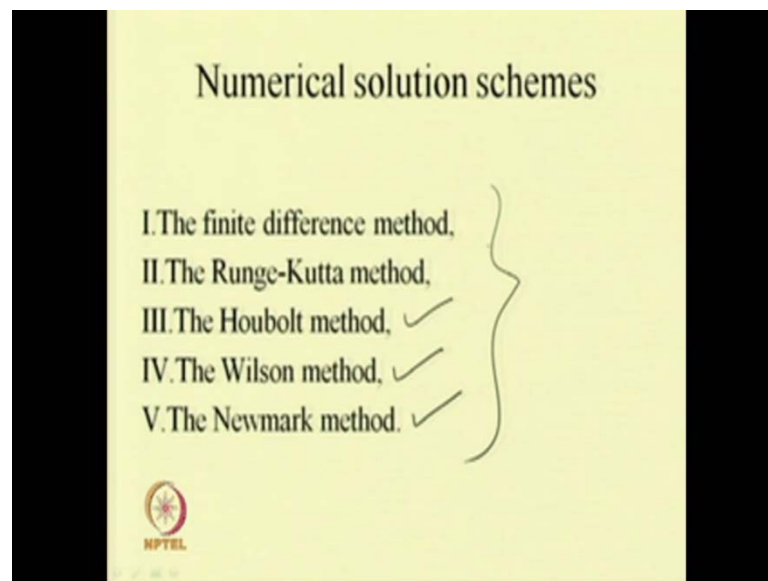 Numerical solution schemes
I.The finite difference method,
II.The Runge-Kutta method,
III.The Houbolt method,
IV.The Wilson method,
V.The Newmark method.
NPTEL